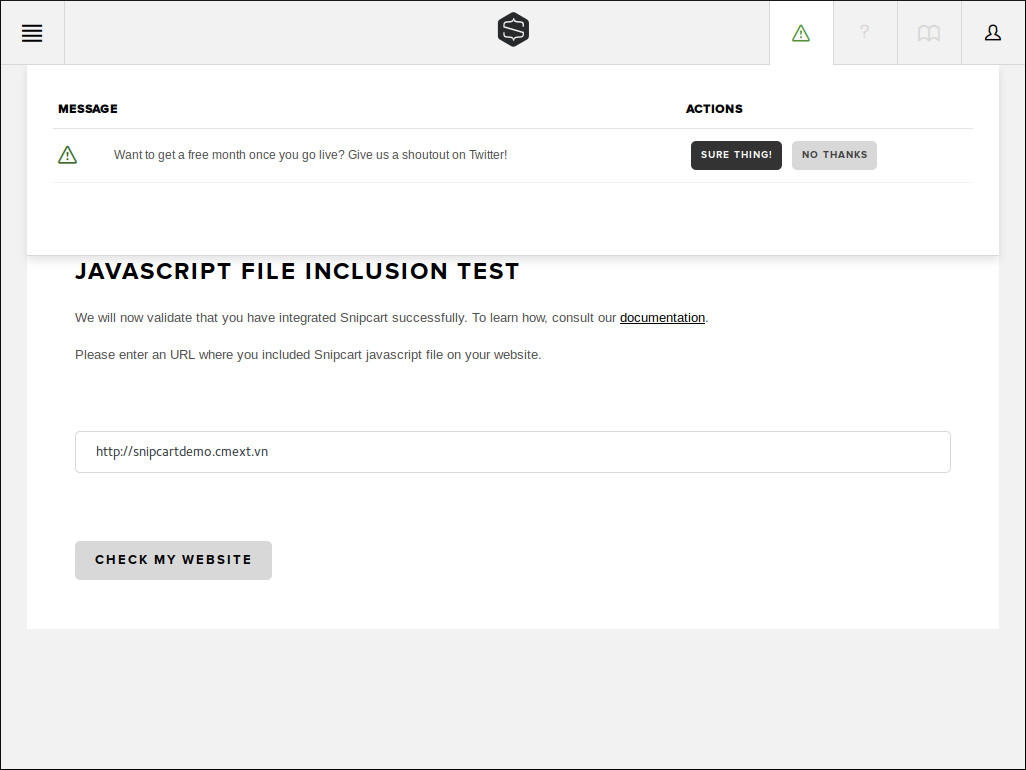 ?
MESSAGE ACTIONS
Want to get a free month once you go live? Give us a shoutout on Twitter! SURE THING! NO THANKS
JAVASCRIPT FILE INCLUSION TEST
We will now validate that you have integrated Snipcart successfully. To learn how, consult our documentation.
Please enter an URL where you included Snipcart javascript file on your website.
http://snipcartdemo.cmext.vn
CHECK MY WEBSITE